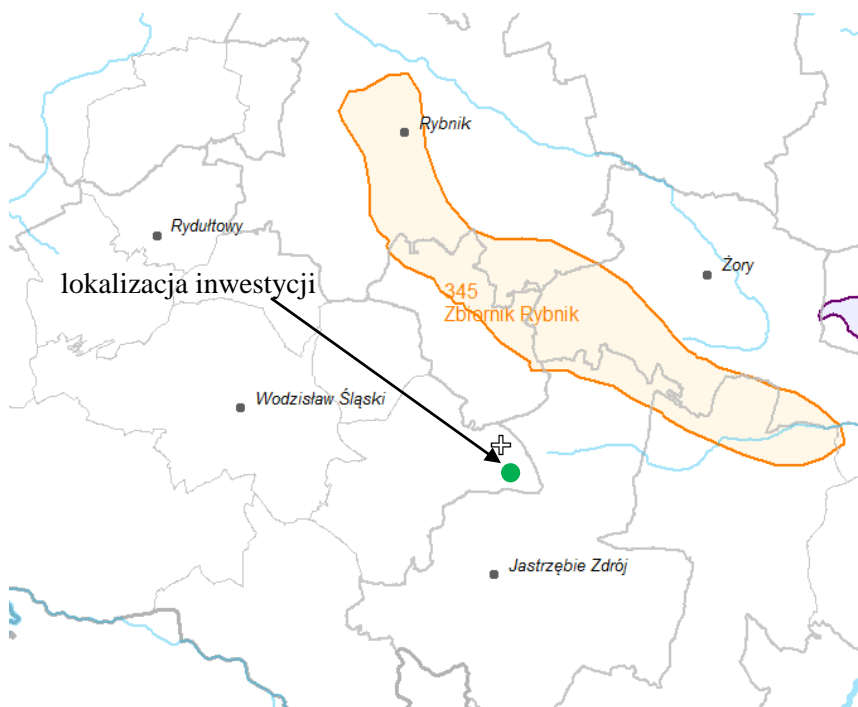 Rybnik
Rydułtowy
Żory
lokalizacja inwestycji
345
Zbiornik Rybnik
Wodzisław Śląski
Jastrzębie Zdrój